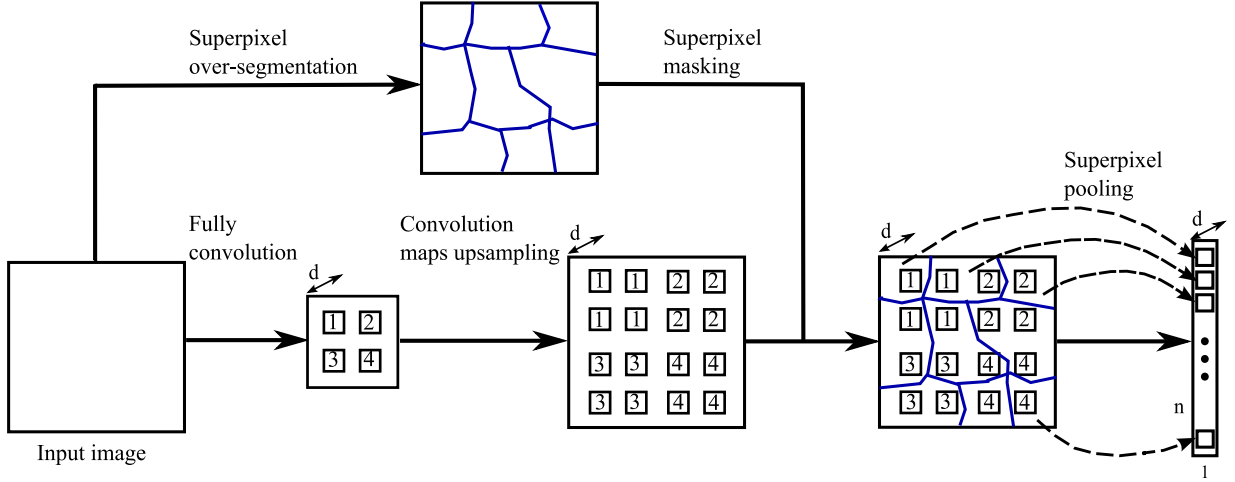 Superpixel
over-segmentation
Superpixel
masking
Superpixel
pooling
Fully
convolution
Convolution
maps upsampling
d
d
d
d
1 2
3 4
1 1 2 2
1 1 2 2
3 3 4 4
3 3 4 4
1 1 2 2
1 1 2 2
3 3 4 4
3 3 4 4
n
1
Input image